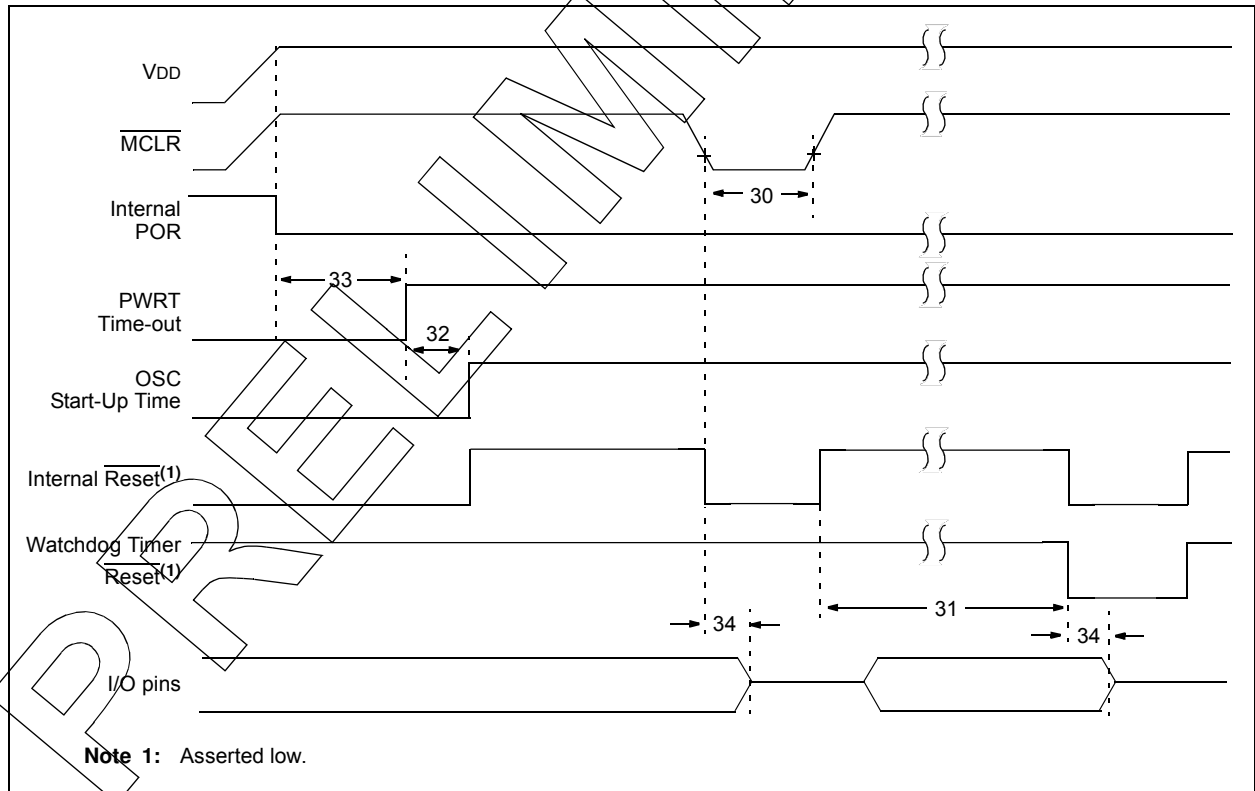 VDD
MCLR
30
Internal
POR
33
PWRT
Time-out
32
OSC
Start-Up Time
Internal Reset(1)
Watchdog Timer
Reset(1)
31
34
34
I/O pins
Note 1: Asserted low.